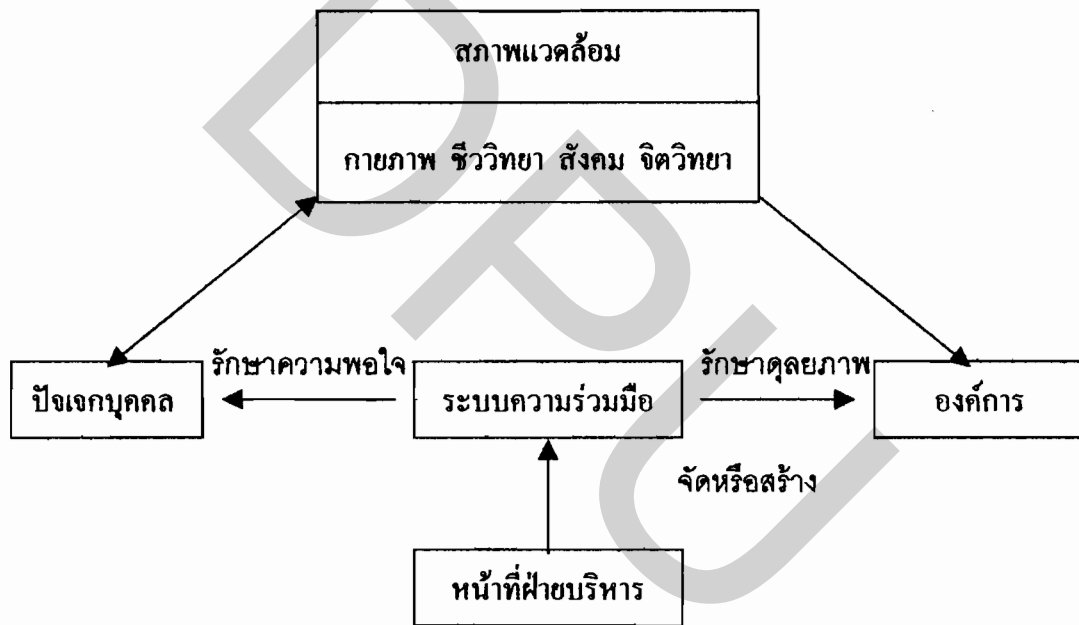 สภาพแวดล้อม
กายภาพ ชีววิทยา สังคม จิตวิทยา
รักษาความพอใจ
รักษาดุลยภาพ
ปัจเจกบุคคล
ระบบความร่วมมือ
องค์การ
จัดหรือสร้าง
หน้าที่ฝ่ายบริหาร
DPU